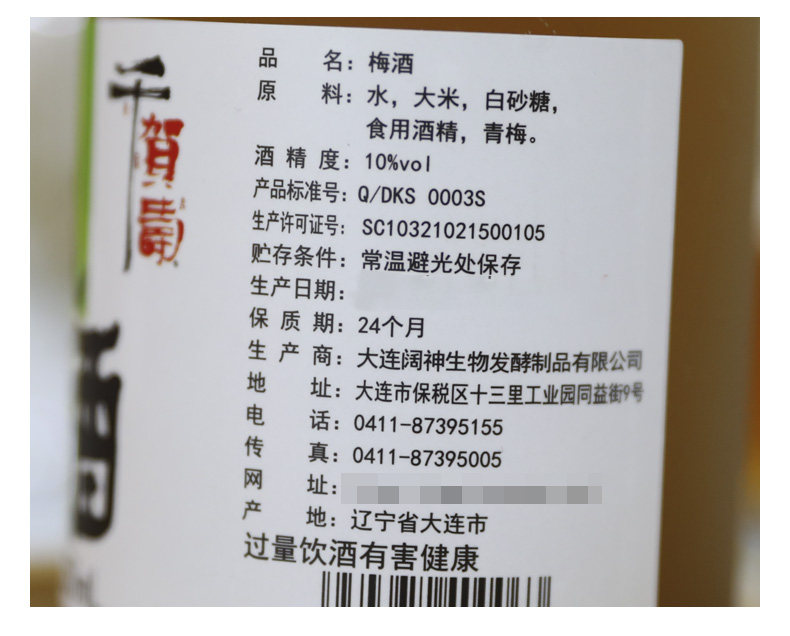 千賀壽
酒
品 名：梅酒
原 料：水，大米，白砂糖，
食用酒精，青梅。
酒 精 度：10%vol
产品标准号：Q/DKS 0003S
生产许可证号：SC10321021500105
贮存条件：常温避光处保存
生产日期：
保 质 期：24个月
生 产 商：大连阔神生物发酵制品有限公司
地 址：大连市保税区十三里工业园同益街9号
电 话：0411-87395155
传 真：0411-87395005
网 址：
产 地：辽宁省大连市
过量饮酒有害健康